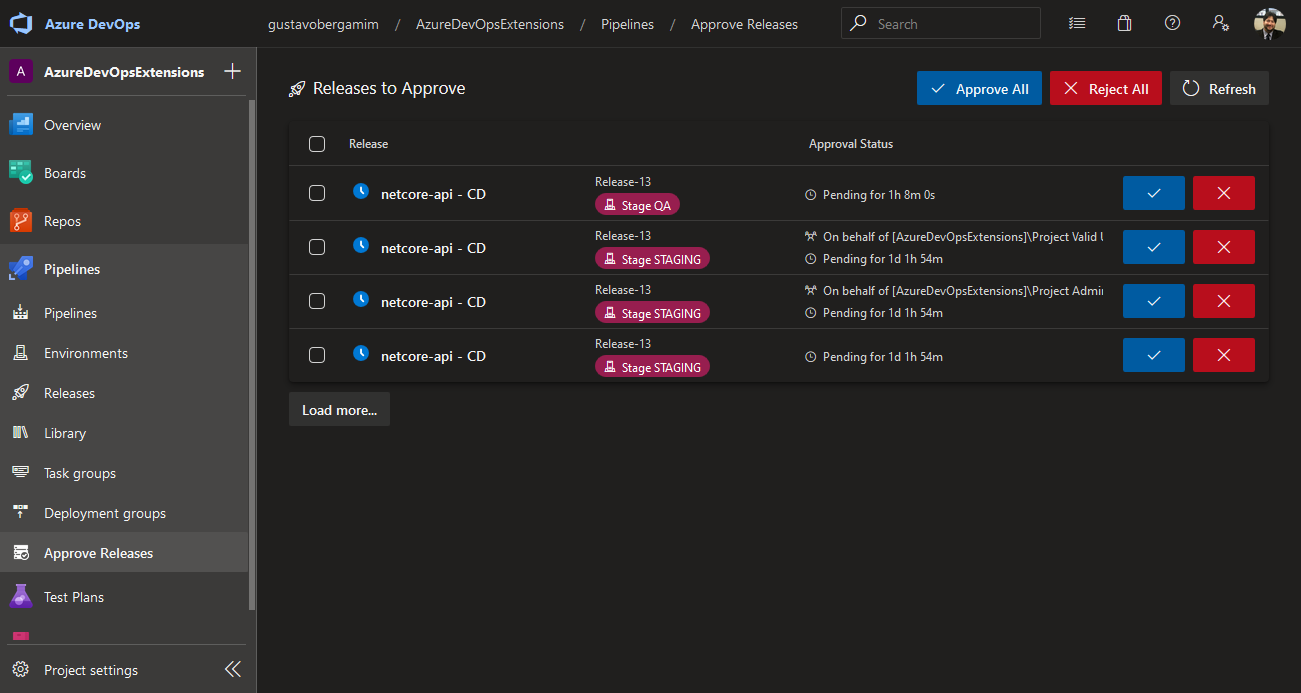 Azure DevOps
gustavobergamim / AzureDevOpsExtensions / Pipelines / Approve Releases
Search
A
AzureDevOpsExtensions
Overview
Boards
Repos
Pipelines
Pipelines
Environments
Releases
Library
Task groups
Deployment groups
Approve Releases
Test Plans
Project settings
Releases to Approve
Approve All
Reject All
Refresh
Release
Approval Status
netcore-api - CD
Release-13
Stage QA
Pending for 1h 8m 0s
netcore-api - CD
Release-13
Stage STAGING
On behalf of [AzureDevOpsExtensions]\Project Valid
Pending for 1d 1h 54m
netcore-api - CD
Release-13
Stage STAGING
On behalf of [AzureDevOpsExtensions]\Project Admin
Pending for 1d 1h 54m
netcore-api - CD
Release-13
Stage STAGING
Pending for 1d 1h 54m
Load more...